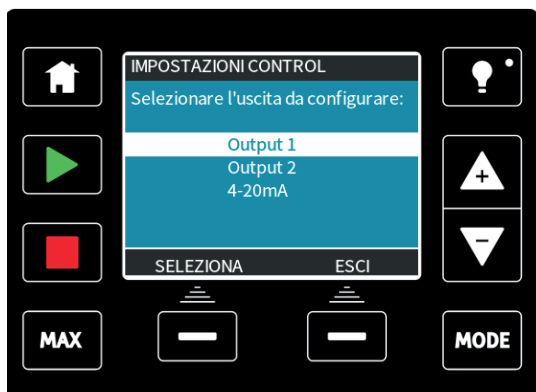 IMPOSTAZIONI CONTROL
Selezionare l'uscita da configurare:
Output 1
Output 2
4-20mA
SELEZIONA ESCI
+
-
MAX
MODE